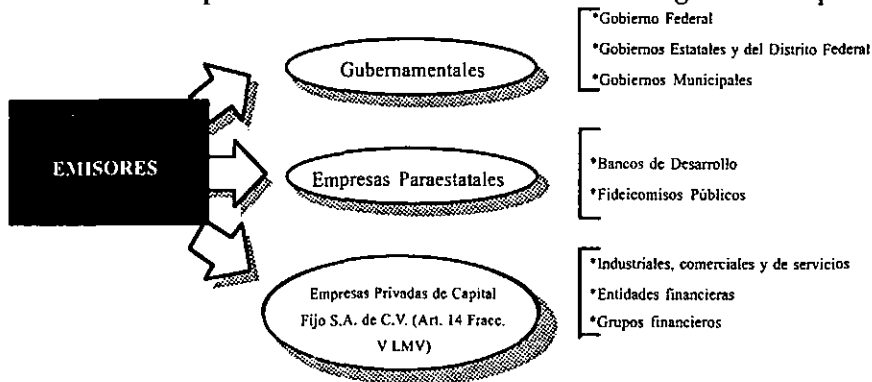 EMISORES
Gubernamentales
*Gobierno Federal
*Gobiernos Estatales y del Distrito Federal
*Gobiernos Municipales
Empresas Paraestatales
*Bancos de Desarrollo
*Fideicomisos Públicos
Empresas Privadas de Capital
Fijo S.A. de C.V. (Art. 14 Fracc.
V LMV)
*Industriales, comerciales y de servicios
*Entidades financieras
*Grupos financieros